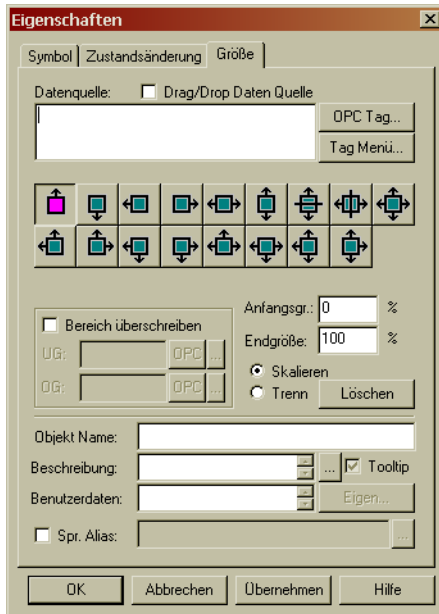 Eigenschaften
Symbol Zustandsänderung Größe
Datenquelle: Drag/Drop Daten Quelle
OPC Tag...
Tag Menü...
Anfangsgr.: 0 %
Bereich überschreiben
Endgröße: 100 %
UG: OPC ...
Skalieren
OG: OPC ...
Trenn Löschen
Objekt Name:
Beschreibung: ... Tooltip
Benutzerdaten: Eigen...
Spr. Alias: ...
OK Abbrechen Übernehmen Hilfe